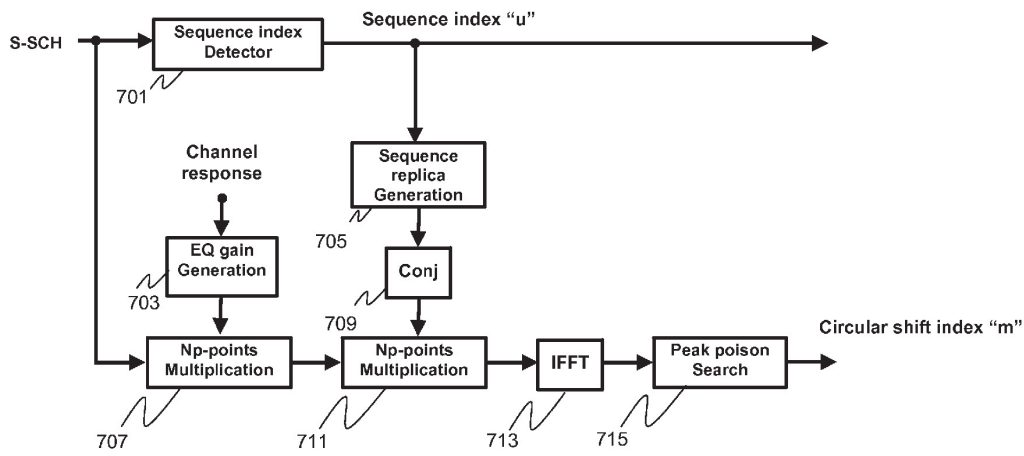 Sequence index “u”
S-SCH
Sequence index
Detector
701
Channel
response
Sequence
replica
Generation
705
EQ gain
Generation
703
Conj
709
Circular shift index “m”
Np-points
Multiplication
Np-points
Multiplication
IFFT
Peak poison
Search
707
711
713
715